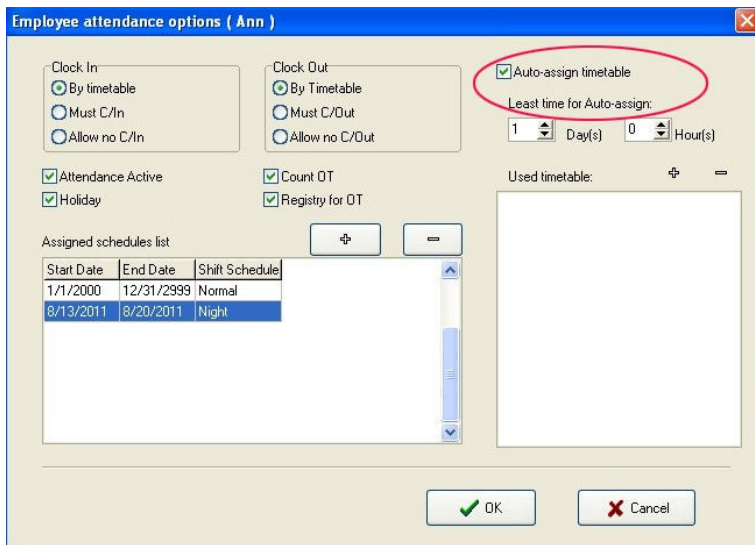 Employee attendance options ( Ann )
Clock In
By timetable
Must C/In
Allow no C/In
Clock Out
By Timetable
Must C/Out
Allow no C/Out
Auto-assign timetable
Least time for Auto-assign:
1 Day(s) 0 Hour(s)
Attendance Active
Holiday
Count OT
Registry for OT
Used timetable:
Assigned schedules list
Start Date End Date Shift Schedule
1/1/2000 12/31/2999 Normal
8/13/2011 8/20/2011 Night
OK
Cancel